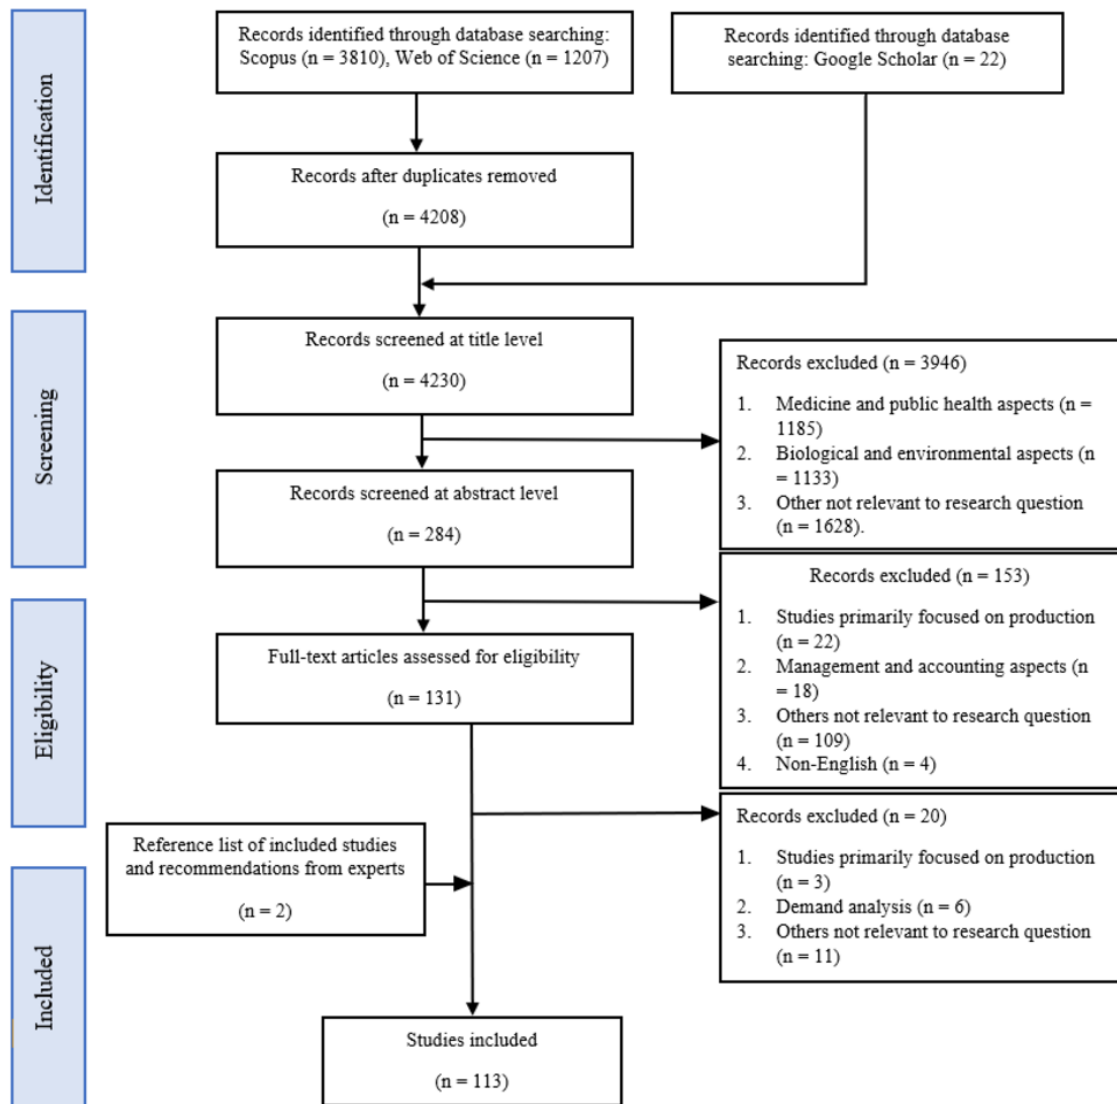 Identification
Records identified through database searching:
Scopus (n = 3810), Web of Science (n = 1207)
Records identified through database
searching: Google Scholar (n = 22)
Records after duplicates removed
(n = 4208)
Screening
Records screened at title level
(n = 4230)
Records excluded (n = 3946)
1. Medicine and public health aspects (n =
1185)
2. Biological and environmental aspects (n
= 1133)
3. Other not relevant to research question
(n = 1628).
Records screened at abstract level
(n = 284)
Records excluded (n = 153)
1. Studies primarily focused on production
(n = 22)
2. Management and accounting aspects (n
= 18)
3. Others not relevant to research question
(n = 109)
4. Non-English (n = 4)
Eligibility
Full-text articles assessed for eligibility
(n = 131)
Records excluded (n = 20)
1. Studies primarily focused on production
(n = 3)
2. Demand analysis (n = 6)
3. Others not relevant to research question
(n = 11)
Reference list of included studies
and recommendations from experts
(n = 2)
Included
Studies included
(n = 113)